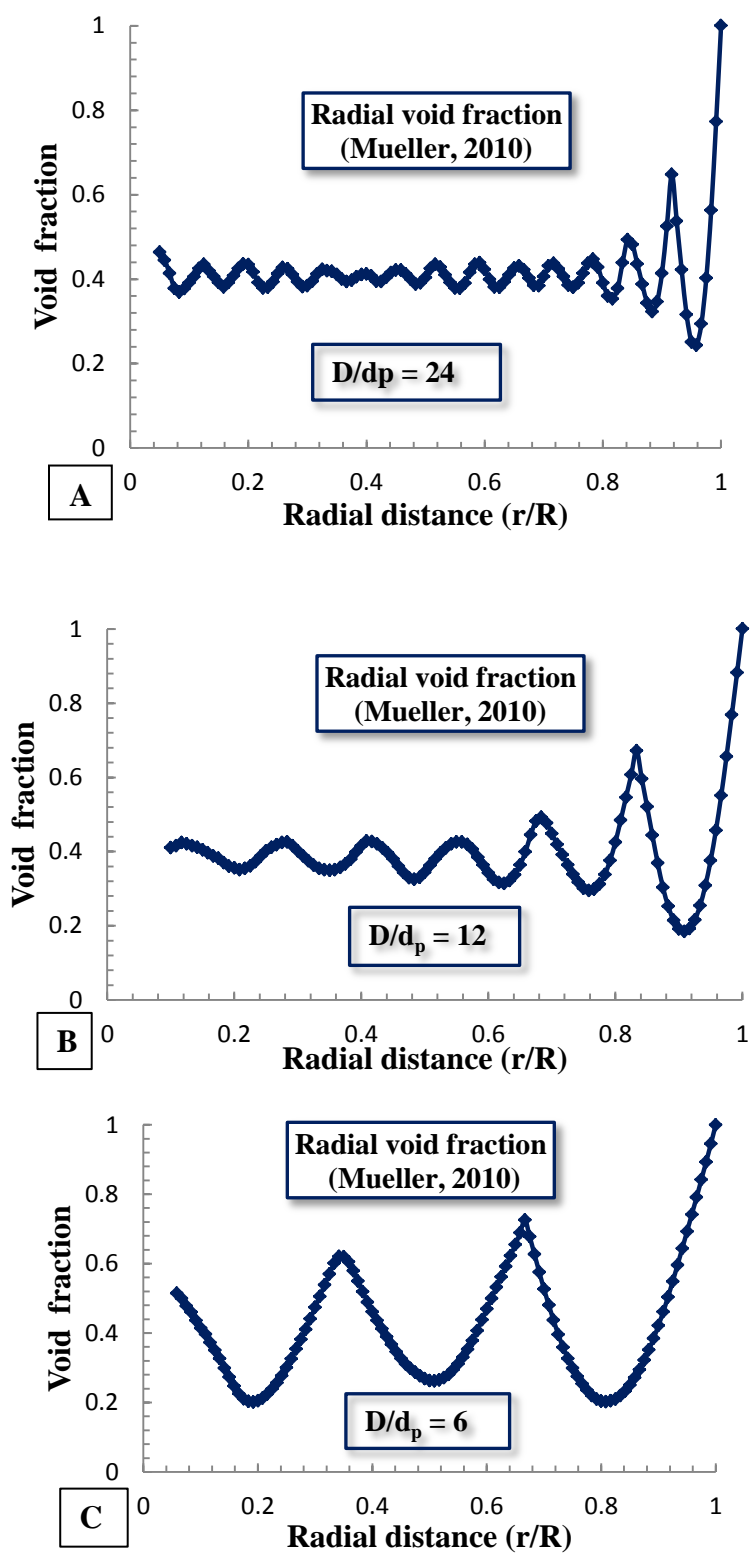 1
0.8
0.6
0.4
0.2
0
Void fraction
Radial void fraction
(Mueller, 2010)
D/dp = 24
0 0.2 0.4 0.6 0.8 1
Radial distance (r/R)
A
1
0.8
0.6
0.4
0.2
0
Void fraction
Radial void fraction
(Mueller, 2010)
D/dp = 12
0 0.2 0.4 0.6 0.8 1
Radial distance (r/R)
B
1
0.8
0.6
0.4
0.2
0
Void fraction
Radial void fraction
(Mueller, 2010)
D/dp = 6
0 0.2 0.4 0.6 0.8 1
Radial distance (r/R)
C